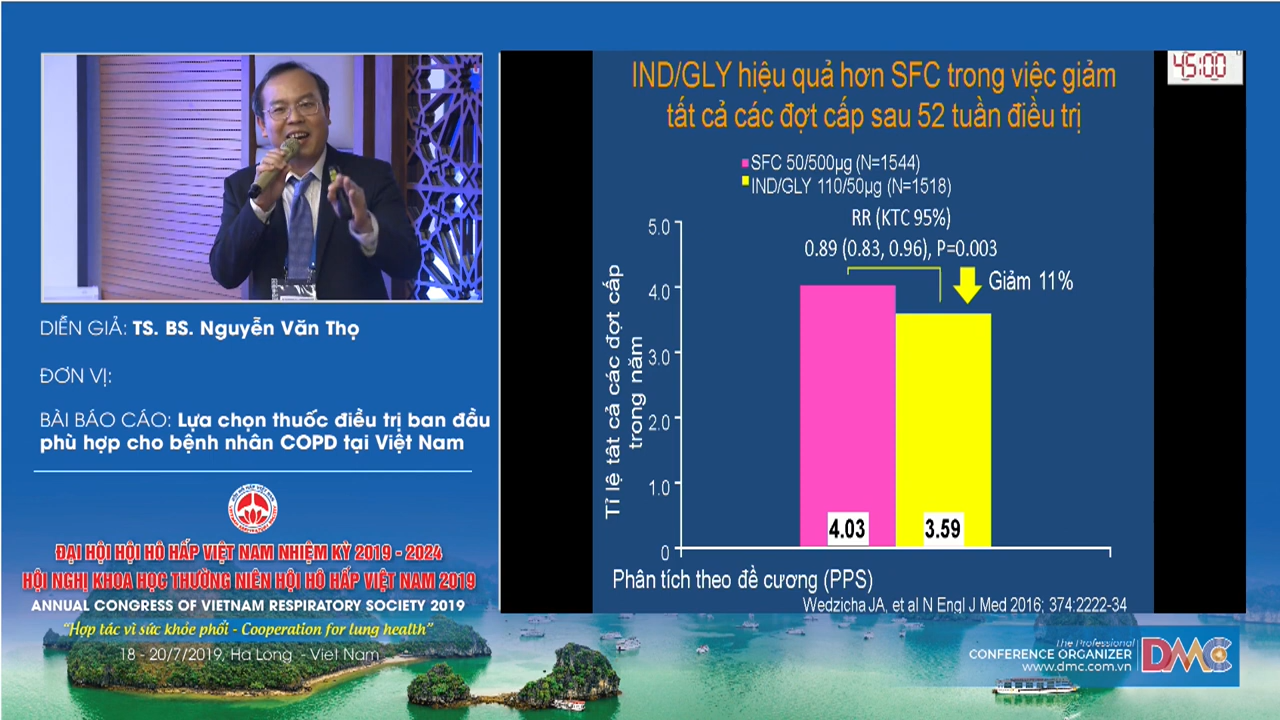 DIỄN GIẢ: TS. BS. Nguyễn Văn Thọ
ĐƠN VỊ:
BÀI BÁO CÁO: Lựa chọn thuốc điều trị ban đầu
phù hợp cho bệnh nhân COPD tại Việt Nam
ĐẠI HỘI HỘI HÔ HẤP VIỆT NAM NHIỆM KỲ 2019 - 2024
HỘI NGHỊ KHOA HỌC THƯỜNG NIÊN HỘI HÔ HẤP VIỆT NAM 2019
ANNUAL CONGRESS OF VIETNAM RESPIRATORY SOCIETY 2019
“Hợp tác vì sức khỏe phổi - Cooperation for lung health”
18 - 20/7/2019, Ha Long - Viet Nam
45:00
IND/GLY hiệu quả hơn SFC trong việc giảm
tất cả các đợt cấp sau 52 tuần điều trị
SFC 50/500µg (N=1544)
IND/GLY 110/50µg (N=1518)
RR (KTC 95%)
0.89 (0.83, 0.96), P=0.003
Giảm 11%
Tỉ lệ tất cả các đợt cấp
trong năm
5.0
4.0
3.0
2.0
1.0
0
4.03
3.59
Phân tích theo đề cương (PPS)
Wedzicha JA, et al N Engl J Med 2016; 374:2222-34
The Professional
CONFERENCE ORGANIZER
www.dmc.com.vn
DMC